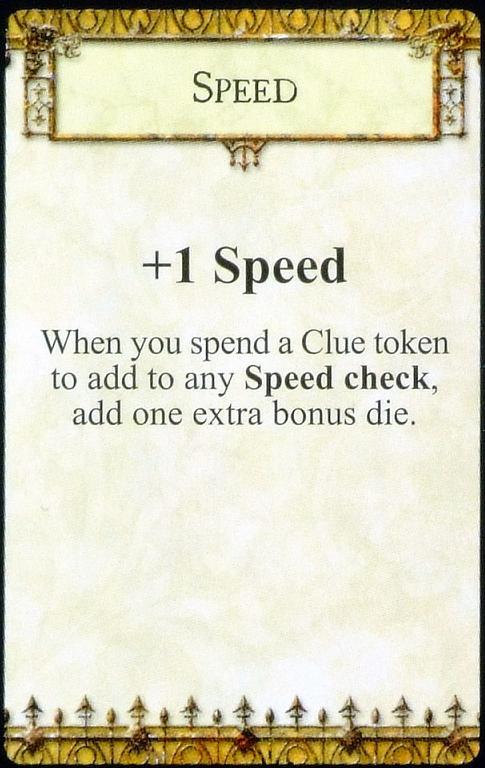 SPEED
+1 Speed
When you spend a Clue token
to add to any Speed check,
add one extra bonus die.